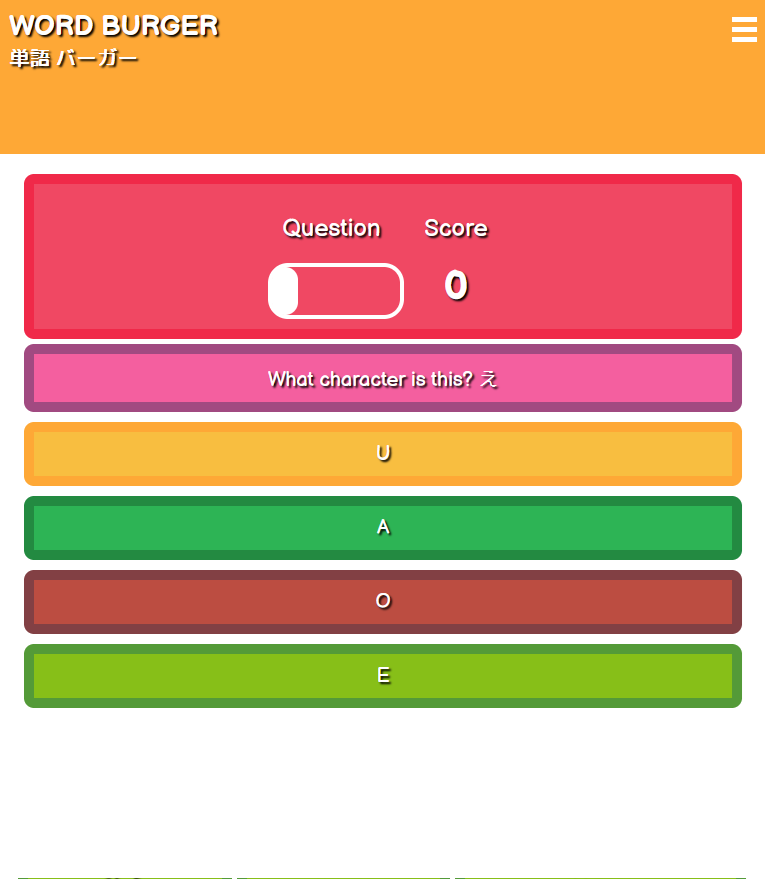 WORD BURGER
単語 バーガー
Question Score
0
What character is this? え
U
A
O
E